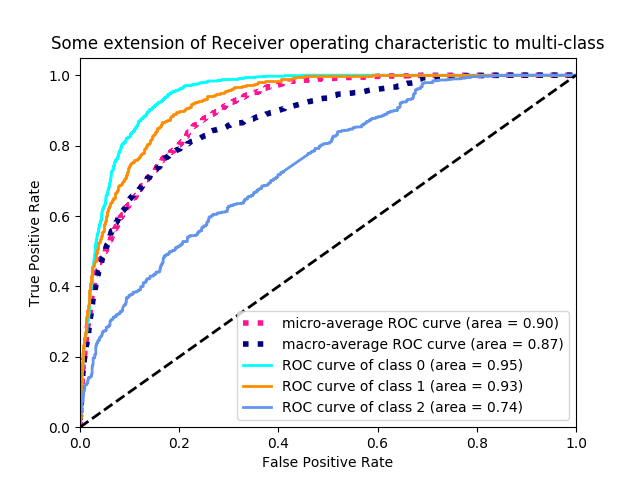 Some extension of Receiver operating characteristic to multi-class
1.0
0.8
0.6
0.4
0.2
0.0
True Positive Rate
micro-average ROC curve (area = 0.90)
macro-average ROC curve (area = 0.87)
ROC curve of class 0 (area = 0.95)
ROC curve of class 1 (area = 0.93)
ROC curve of class 2 (area = 0.74)
0.0 0.2 0.4 0.6 0.8 1.0
False Positive Rate